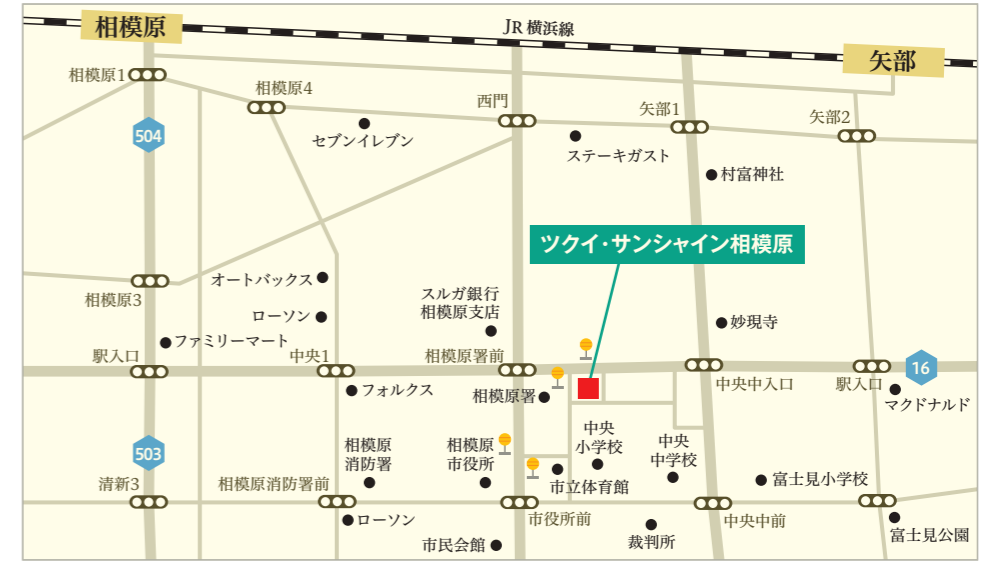 相模原
JR 横浜線
矢部
相模原1
相模原4
西門
矢部1
矢部2
504
セブンイレブン
ステーキガスト
村富神社
ツクイ・サンシャイン相模原
オートバックス
相模原3
スルガ銀行
相模原支店
ローソン
妙現寺
ファミリーマート
駅入口
中央1
相模原署前
16
中央中入口
駅入口
フォルクス
相模原署
マクドナルド
中央
小学校
中央
中学校
相模原
消防署
相模原
市役所
503
清新3
相模原消防署前
市立体育館
富士見小学校
ローソン
市役所前
中央中前
市民会館
裁判所
富士見公園